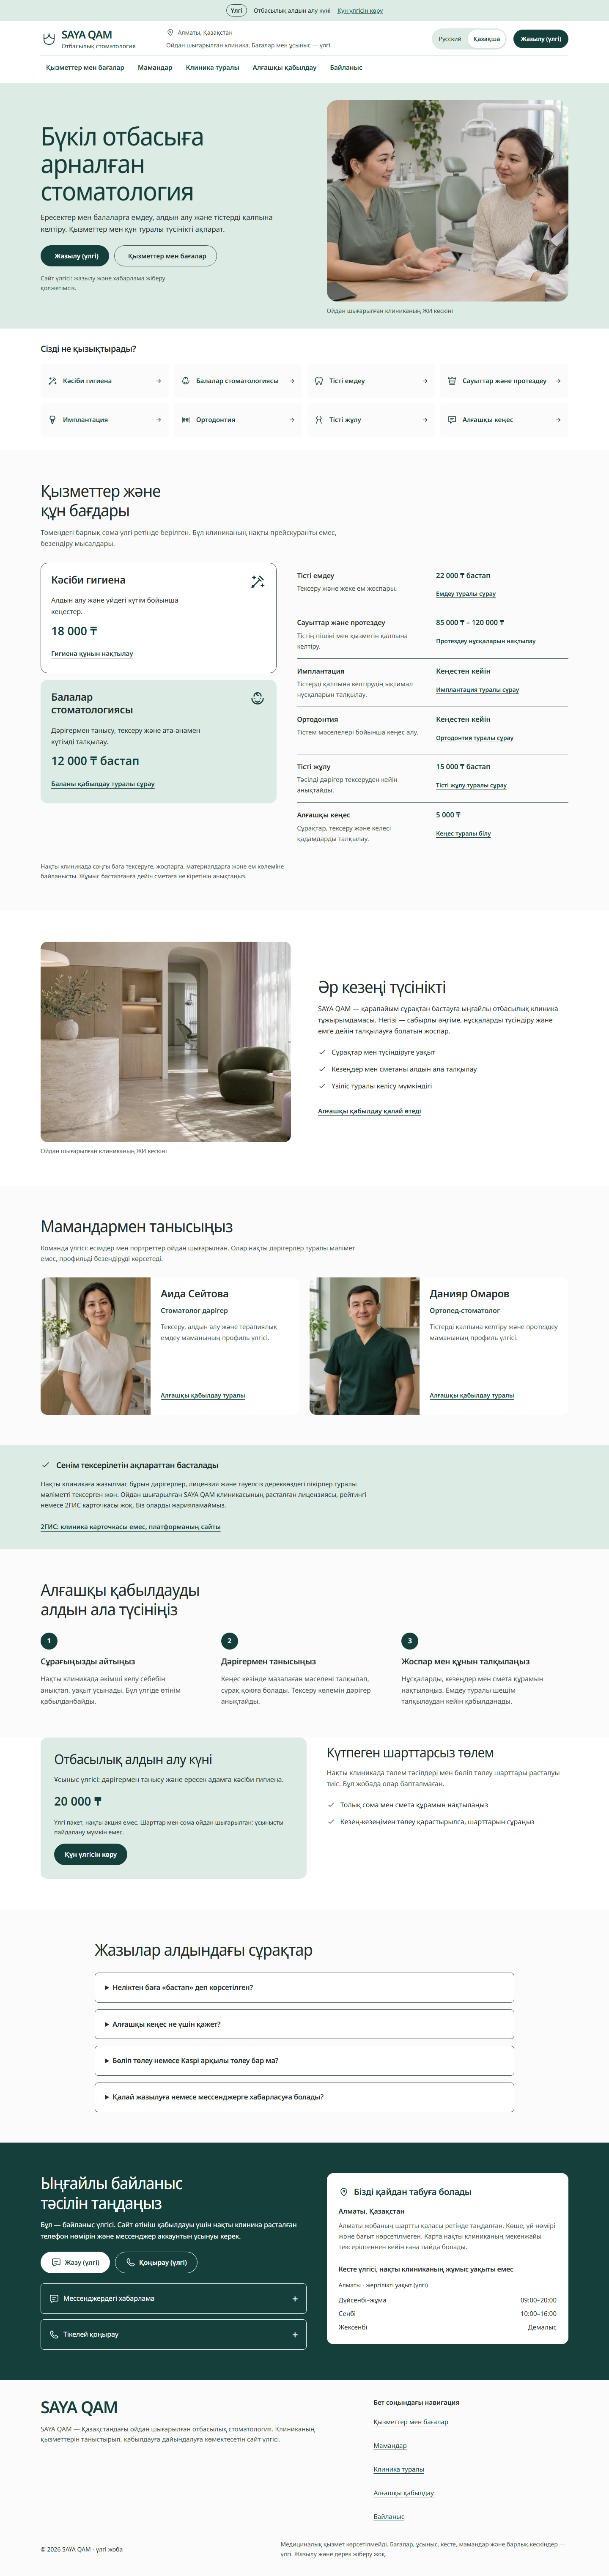 Үлгі
Отбасылық алдын алу күні
Құн үлгісін көру
SAYA QAM
Отбасылық стоматология
Алматы, Қазақстан
Ойдан шығарылған клиника. Бағалар мен ұсыныс — үлгі.
Русский
Қазақша
Жазылу (үлгі)
Қызметтер мен бағалар
Мамандар
Клиника туралы
Алғашқы қабылдау
Байланыс
Бүкіл отбасыға
арналған
стоматология
Ересектер мен балаларға емдеу, алдын алу және тістерді қалпына
келтіру. Қызметтер мен құн туралы түсінікті ақпарат.
Жазылу (үлгі)
Қызметтер мен бағалар
Сайт үлгісі: жазылу және хабарлама жіберу
қолжетімсіз.
Ойдан шығарылған клиниканың ЖИ кескіні
Сізді не қызықтырады?
Кәсіби гигиена
Балалар стоматологиясы
Тісті емдеу
Сауыттар және протездеу
Имплантация
Ортодонтия
Тісті жұлу
Алғашқы кеңес
Қызметтер және
құн бағдары
Төмендегі барлық сома үлгі ретінде берілген. Бұл клиниканың нақты прейскуранты емес,
безендіру мысалдары.
Кәсіби гигиена
Алдын алу және үйдегі күтім бойынша
кеңестер.
18 000 ₸
Гигиена құнын нақтылау
Балалар
стоматологиясы
Дәрігермен танысу, тексеру және ата-анамен
күтімді талқылау.
12 000 ₸ бастап
Баланы қабылдау туралы сұрау
Тісті емдеу
Тексеру және жеке ем жоспары.
22 000 ₸ бастап
Емдеу туралы сұрау
Сауыттар және протездеу
Тістің пішіні мен қызметін қалпына
келтіру.
85 000 ₸ – 120 000 ₸
Протездеу нұсқаларын нақтылау
Имплантация
Тістерді қалпына келтірудің ықтимал
нұсқаларын талқылау.
Кеңестен кейін
Имплантация туралы сұрау
Ортодонтия
Тістем мәселелері бойынша кеңес алу.
Кеңестен кейін
Ортодонтия туралы сұрау
Тісті жұлу
Тәсілді дәрігер тексеруден кейін
анықтайды.
15 000 ₸ бастап
Тісті жұлу туралы сұрау
Алғашқы кеңес
Сұрақтар, тексеру және келесі
қадамдарды талқылау.
5 000 ₸
Кеңес туралы білу
Нақты клиникада соңғы баға тексеруге, жоспарға, материалдарға және ем көлеміне
байланысты. Жұмыс басталғанға дейін сметаға не кіретінін анықтаңыз.
Әр кезеңі түсінікті
SAYA QAM — қарапайым сұрақтан бастауға ыңғайлы отбасылық клиника
тұжырымдамасы. Негізі — сабырлы әңгіме, нұсқаларды түсіндіру және
емге дейін талқылауға болатын жоспар.
Сұрақтар мен түсіндіруге уақыт
Кезеңдер мен сметаны алдын ала талқылау
Үзіліс туралы келісу мүмкіндігі
Алғашқы қабылдау қалай өтеді
Ойдан шығарылған клиниканың ЖИ кескіні
Мамандармен танысыңыз
Команда үлгісі: есімдер мен портреттер ойдан шығарылған. Олар нақты дәрігерлер туралы мәлімет
емес, профильді безендіруді көрсетеді.
Аида Сейтова
Стоматолог дәрігер
Тексеру, алдын алу және терапиялық
емдеу маманының профиль үлгісі.
Алғашқы қабылдау туралы
Данияр Омаров
Ортопед-стоматолог
Тістерді қалпына келтіру және протездеу
маманының профиль үлгісі.
Алғашқы қабылдау туралы
Сенім тексерілетін ақпараттан басталады
Нақты клиникаға жазылмас бұрын дәрігерлер, лицензия және тәуелсіз дереккөздегі пікірлер туралы
мәліметті тексерген жөн. Ойдан шығарылған SAYA QAM клиникасының расталған лицензиясы, рейтингі
немесе 2ГИС карточкасы жоқ. Біз оларды жарияламаймыз.
2ГИС: клиника карточкасы емес, платформаның сайты
Алғашқы қабылдауды
алдын ала түсініңіз
1
Сұрағыңызды айтыңыз
Нақты клиникада әкімші келу себебін
анықтап, уақыт ұсынады. Бұл үлгіде өтінім
қабылданбайды.
2
Дәрігермен танысыңыз
Кеңес кезінде мазалаған мәселені талқылап,
сұрақ қоюға болады. Тексеру көлемін дәрігер
анықтайды.
3
Жоспар мен құнын талқылаңыз
Нұсқаларды, кезеңдер мен смета құрамын
нақтылаңыз. Емдеу туралы шешім
талқылаудан кейін қабылданады.
Отбасылық алдын алу күні
Ұсыныс үлгісі: дәрігермен танысу және ересек адамға кәсіби гигиена.
20 000 ₸
Үлгі пакет, нақты акция емес. Шарттар мен сома ойдан шығарылған; ұсынысты
пайдалану мүмкін емес.
Құн үлгісін көру
Күтпеген шарттарсыз төлем
Нақты клиникада төлем тәсілдері мен бөліп төлеу шарттары расталуы
тиіс. Бұл жобада олар бапталмаған.
Толық сома мен смета құрамын нақтылаңыз
Кезең-кезеңімен төлеу қарастырылса, шарттарын сұраңыз
Жазылар алдындағы сұрақтар
Неліктен баға «бастап» деп көрсетілген?
Алғашқы кеңес не үшін қажет?
Бөліп төлеу немесе Kaspi арқылы төлеу бар ма?
Қалай жазылуға немесе мессенджерге хабарласуға болады?
Ыңғайлы байланыс
тәсілін таңдаңыз
Бұл — байланыс үлгісі. Сайт өтініш қабылдауы үшін нақты клиника расталған
телефон нөмірін және мессенджер аккаунтын ұсынуы керек.
Жазу (үлгі)
Қоңырау (үлгі)
Мессенджердегі хабарлама
Тікелей қоңырау
Бізді қайдан табуға болады
Алматы, Қазақстан
Алматы жобаның шартты қаласы ретінде таңдалған. Көше, үй нөмірі
және бағыт көрсетілмеген. Карта нақты клиниканың мекенжайы
тексерілгеннен кейін ғана пайда болады.
Кесте үлгісі, нақты клиниканың жұмыс уақыты емес
Алматы · жергілікті уақыт (үлгі)
Дүйсенбі–жұма 09:00–20:00
Сенбі 10:00–16:00
Жексенбі Демалыс
SAYA QAM
SAYA QAM — Қазақстандағы ойдан шығарылған отбасылық стоматология. Клиниканың
қызметтерін таныстырып, қабылдауға дайындалуға көмектесетін сайт үлгісі.
Бет соңындағы навигация
Қызметтер мен бағалар
Мамандар
Клиника туралы
Алғашқы қабылдау
Байланыс
© 2026 SAYA QAM · үлгі жоба
Медициналық қызмет көрсетілмейді. Бағалар, ұсыныс, кесте, мамандар және барлық кескіндер —
үлгі. Жазылу және дерек жіберу жоқ.